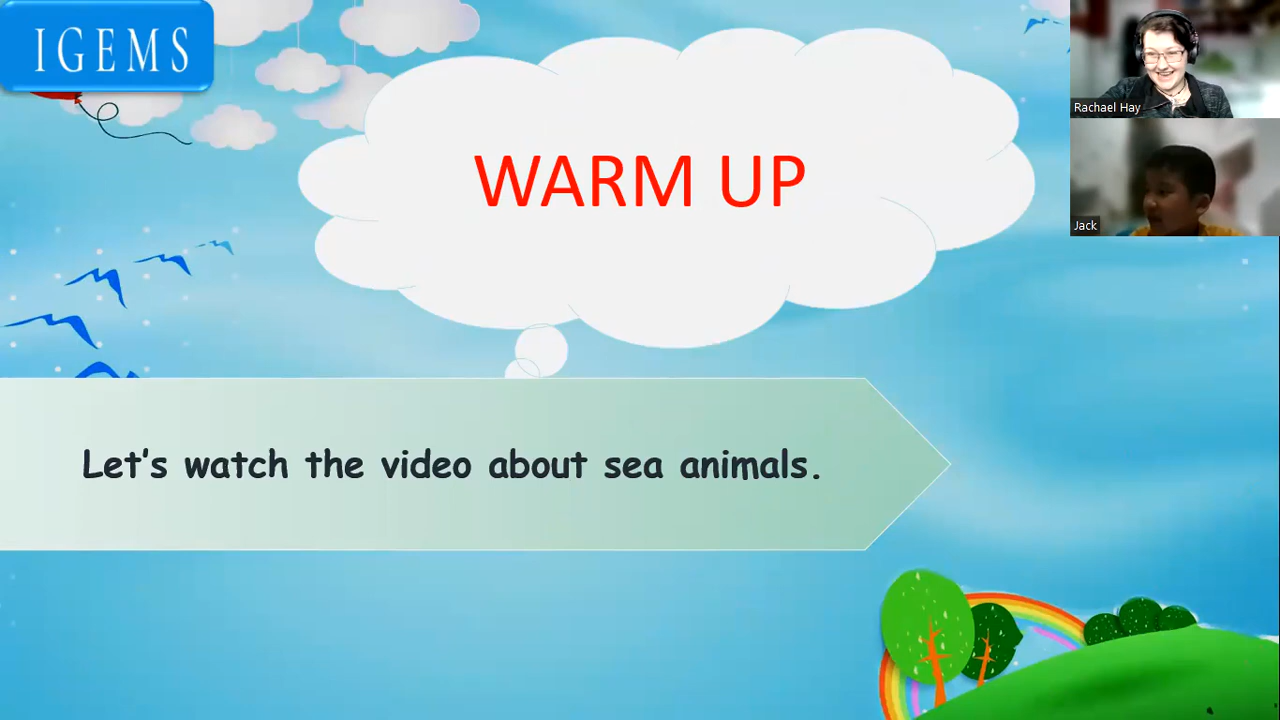 IGEMS
WARM UP
Rachael Hay
Jack
Let's watch the video about sea animals.